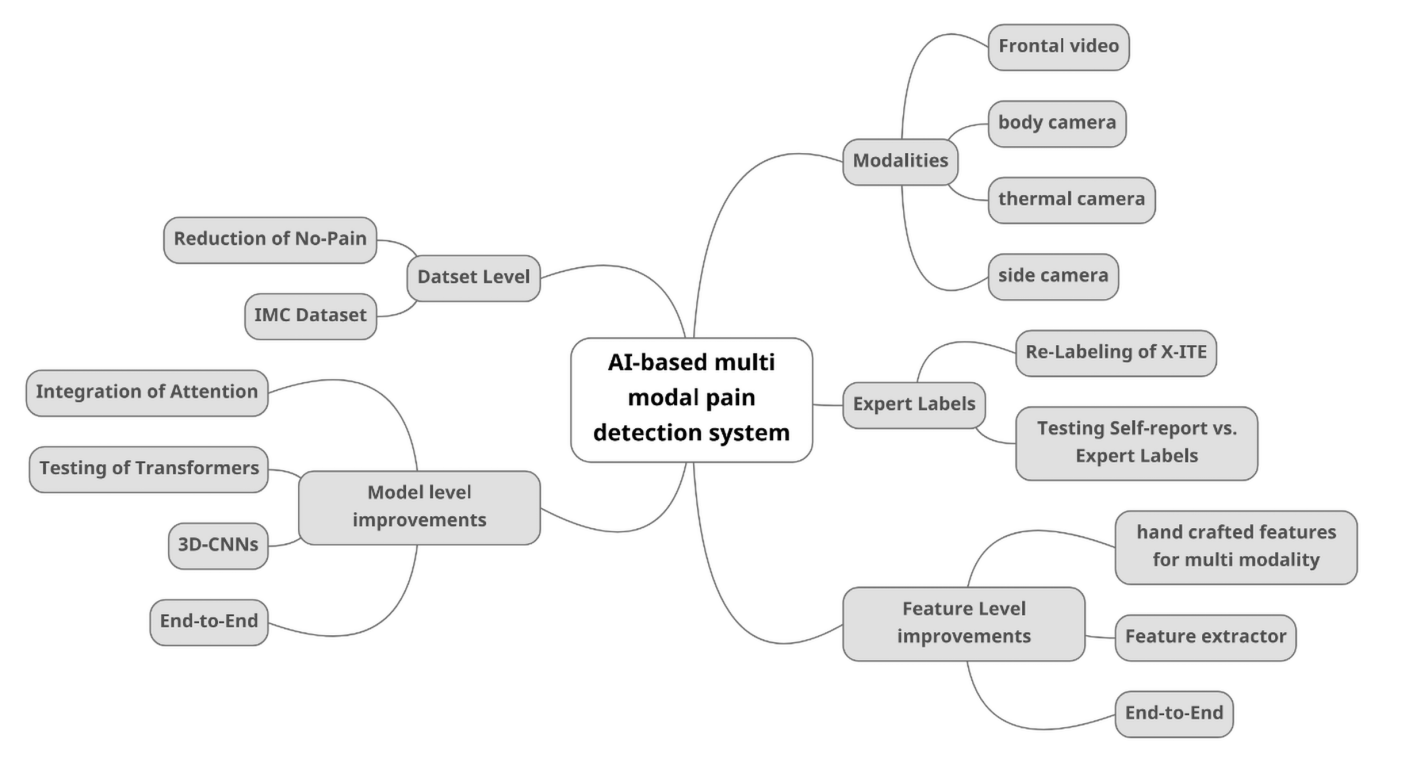 AI-based multi
modal pain
detection system
Modalities
Frontal video
body camera
thermal camera
side camera
Expert Labels
Re-Labeling of X-ITE
Testing Self-report vs.
Expert Labels
Feature Level
improvements
hand crafted features
for multi modality
Feature extractor
End-to-End
Datset Level
Reduction of No-Pain
IMC Dataset
Model level
improvements
Integration of Attention
Testing of Transformers
3D-CNNs
End-to-End